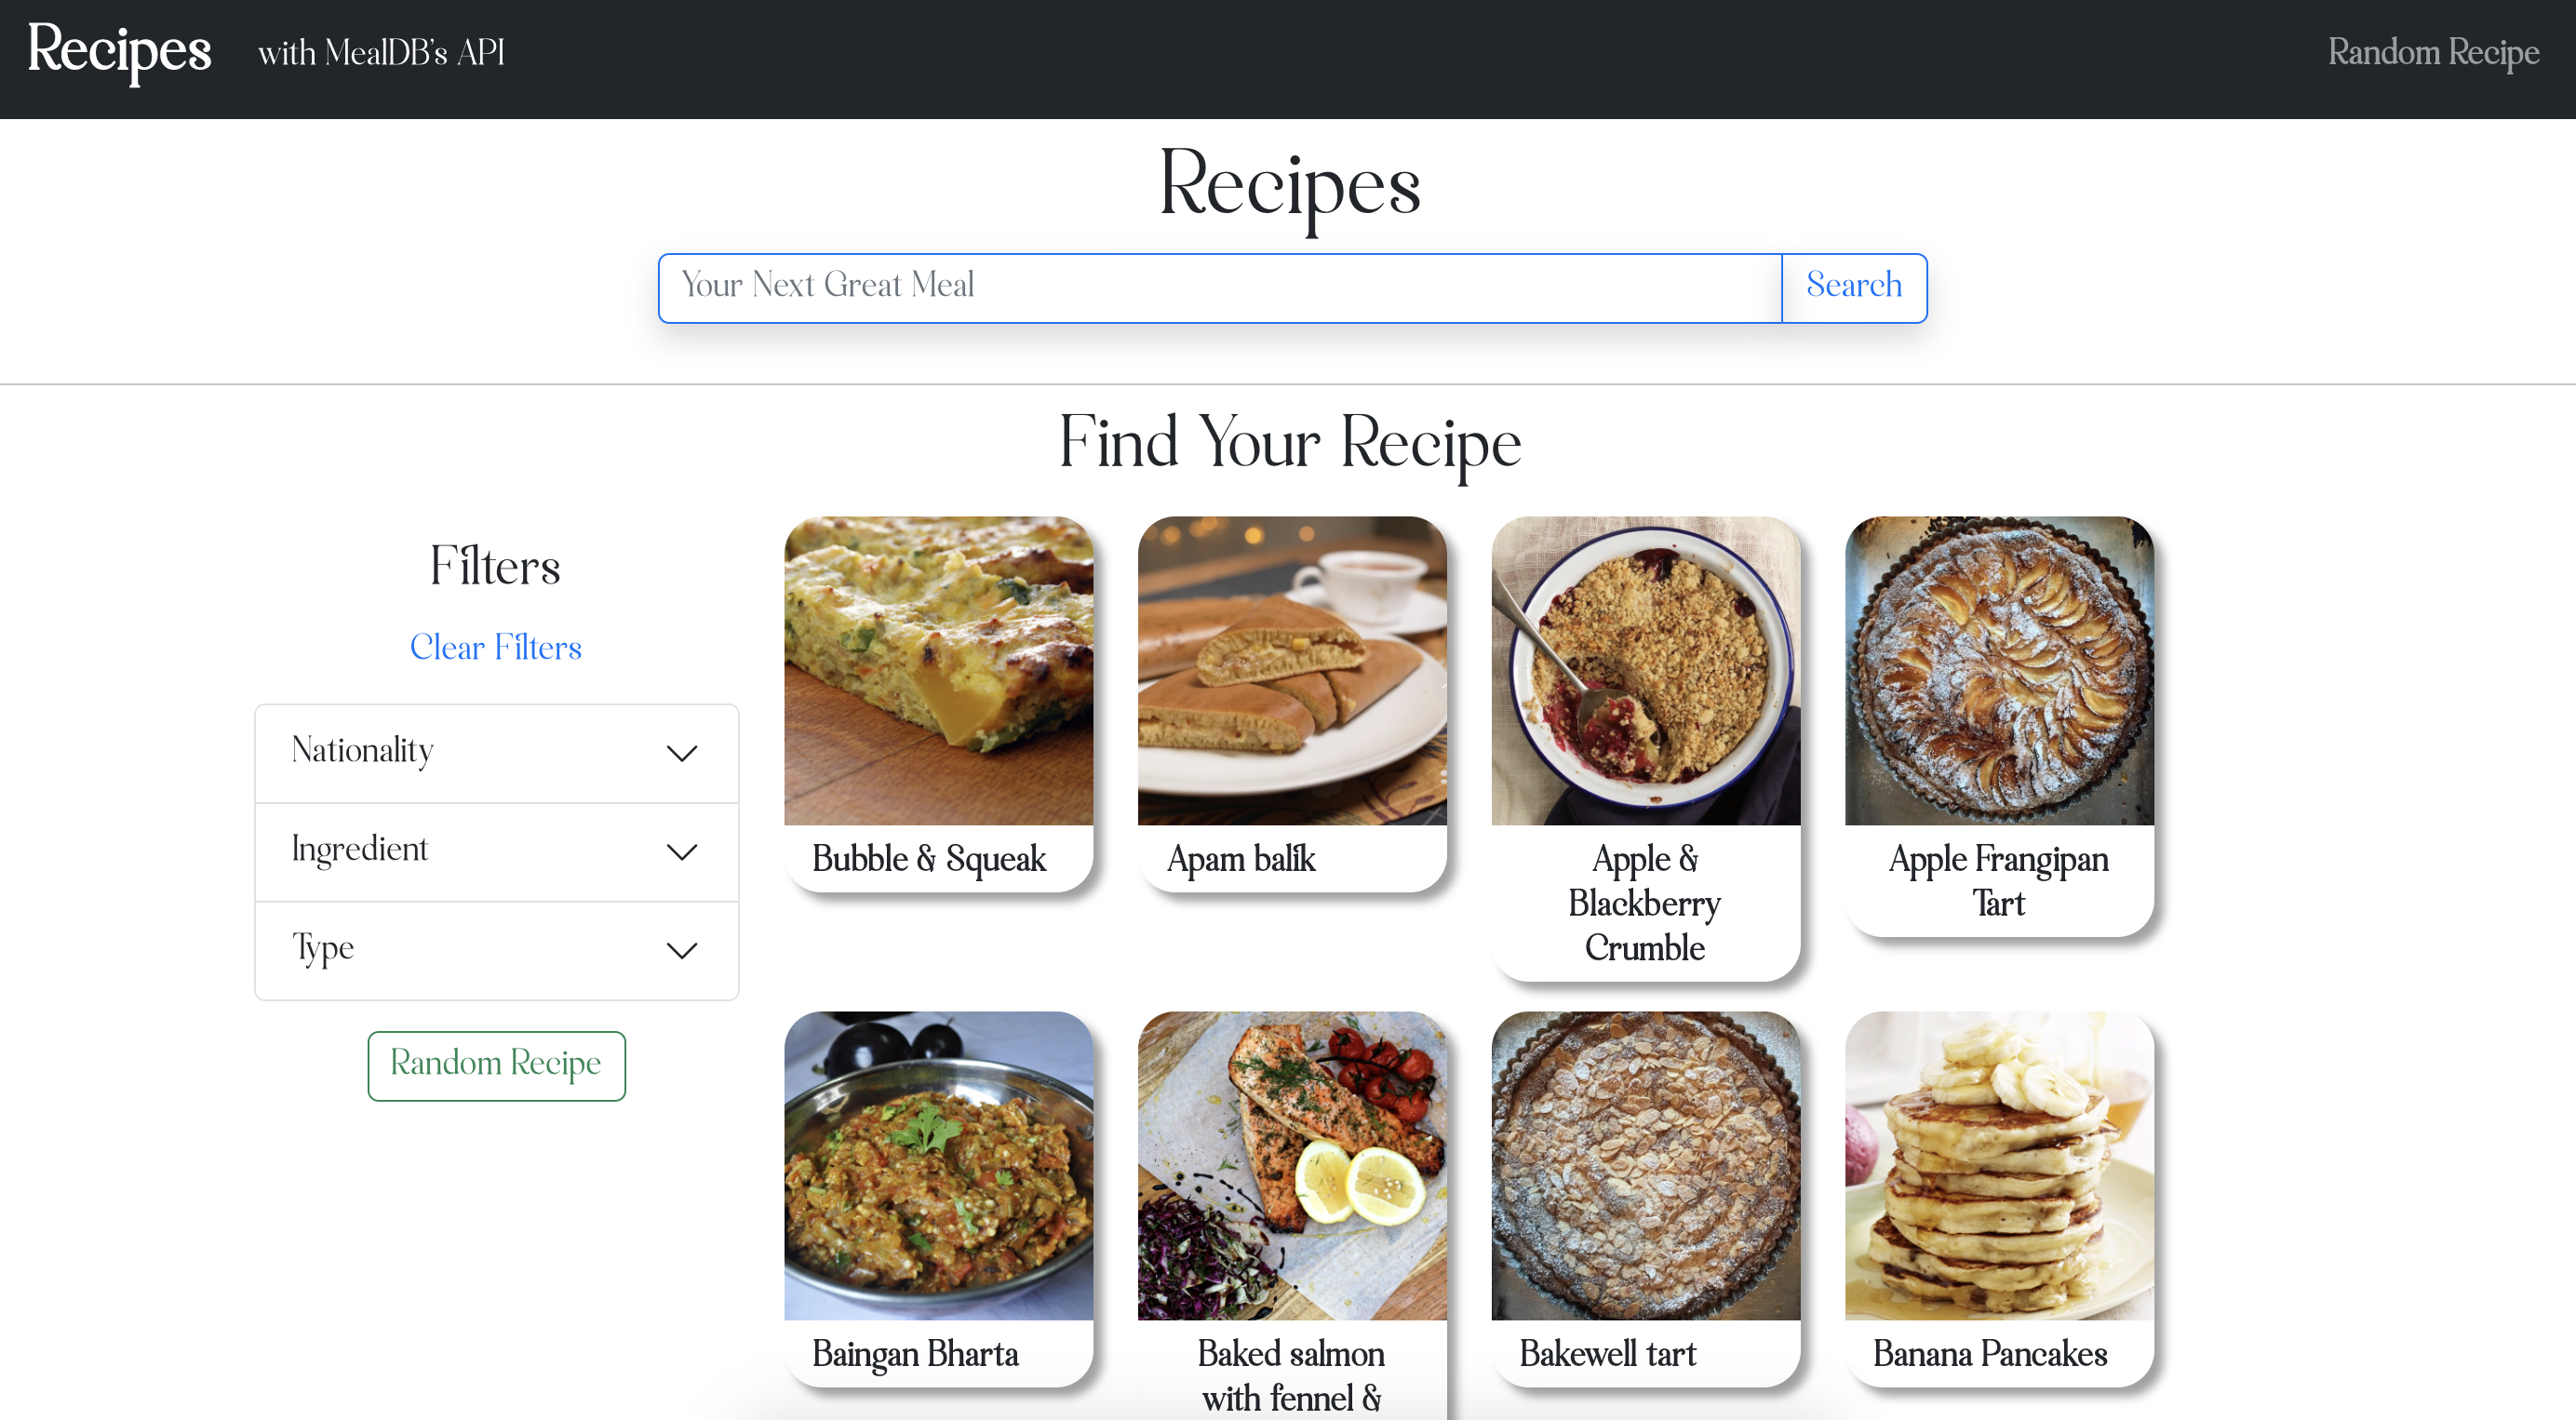 Recipes with MealDB's API Random Recipe
Recipes
Your Next Great Meal Search
Find Your Recipe
Filters
Clear Filters
Nationality
Ingredient
Type
Random Recipe
Bubble & Squeak
Apam balik
Apple &
Blackberry
Crumble
Apple Frangipan
Tart
Baingan Bharta
Baked salmon
with fennel &
Bakewell tart
Banana Pancakes